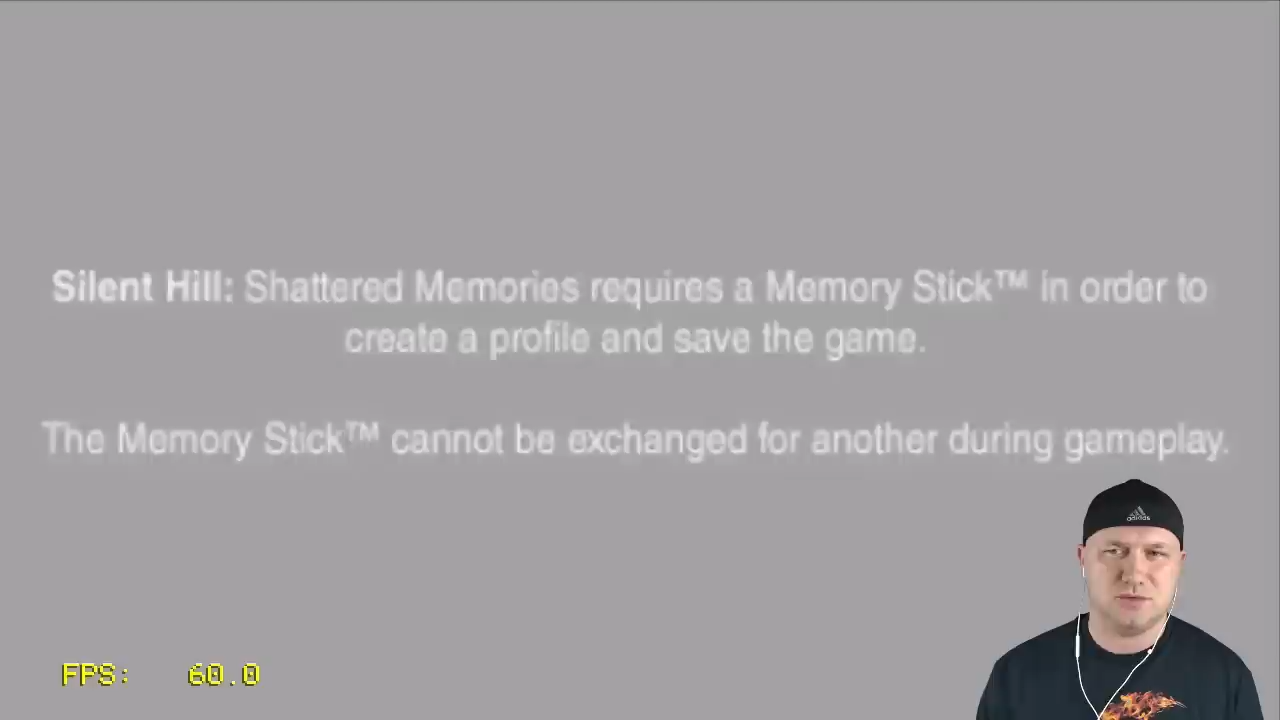 Silent Hill: Shattered Memories requires a Memory Stick™ in order to
create a profile and save the game.
The Memory Stick™ cannot be exchanged for another during gameplay.
adidas
FPS: 60.0